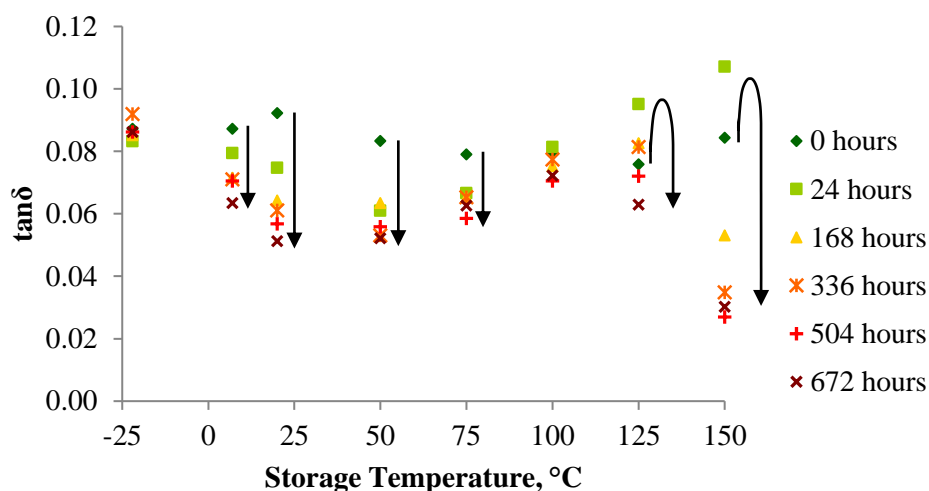 0.12
0.10
0.08
0.06
0.04
0.02
0.00
tanδ
-25 0 25 50 75 100 125 150
Storage Temperature, °C
0 hours
24 hours
168 hours
336 hours
504 hours
672 hours